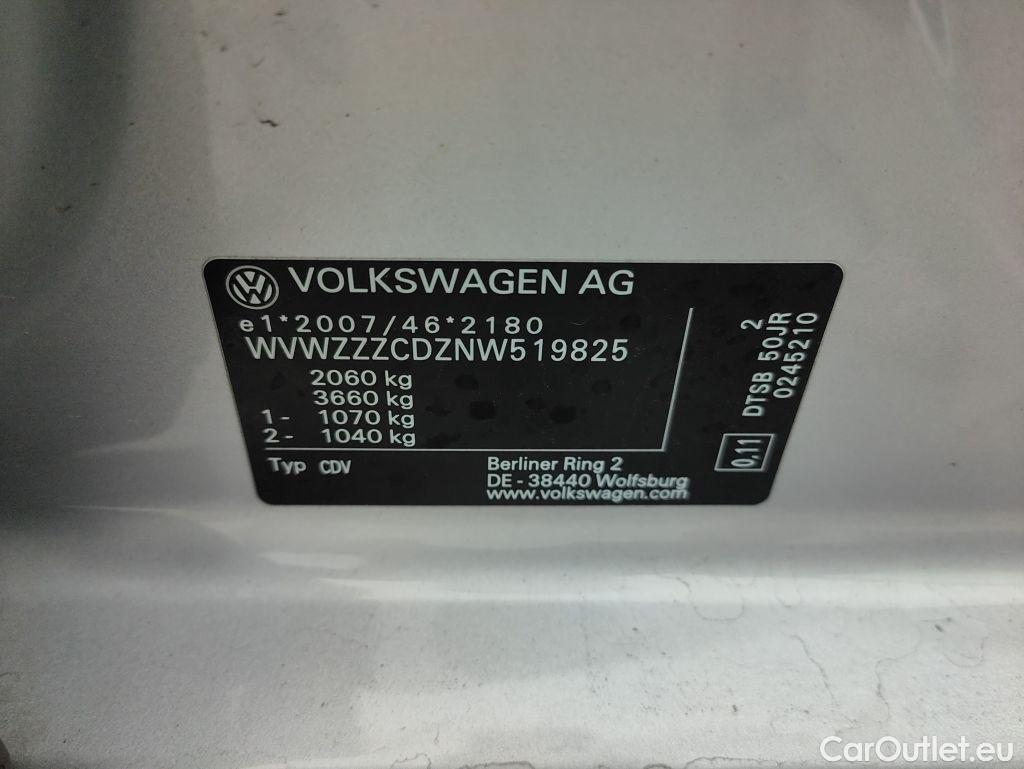 VOLKSWAGEN AG
e1*2007/46*2180
WVWZZZCDZNW519825
2060 kg
3660 kg
1- 1070 kg
2- 1040 kg
Typ CDV
Berliner Ring 2
DE-38440 Wolfsburg
www.volkswagen.com
2
DTSB 50JR
0245210
0,11
CarOutlet.eu